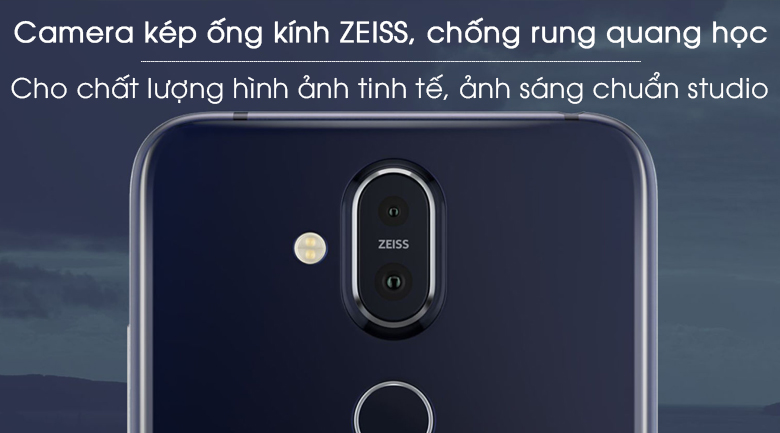 Camera kép ống kính ZEISS, chống rung quang học
Cho chất lượng hình ảnh tinh tế, ảnh sáng chuẩn studio
ZEISS